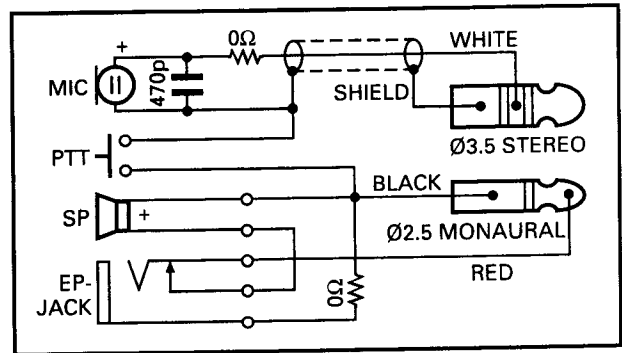 +
0Ω
WHITE
MIC
470p
SHIELD
Ø3.5 STEREO
PTT
BLACK
SP
+
Ø2.5 MONAURAL
RED
EP-
JACK
0Ω